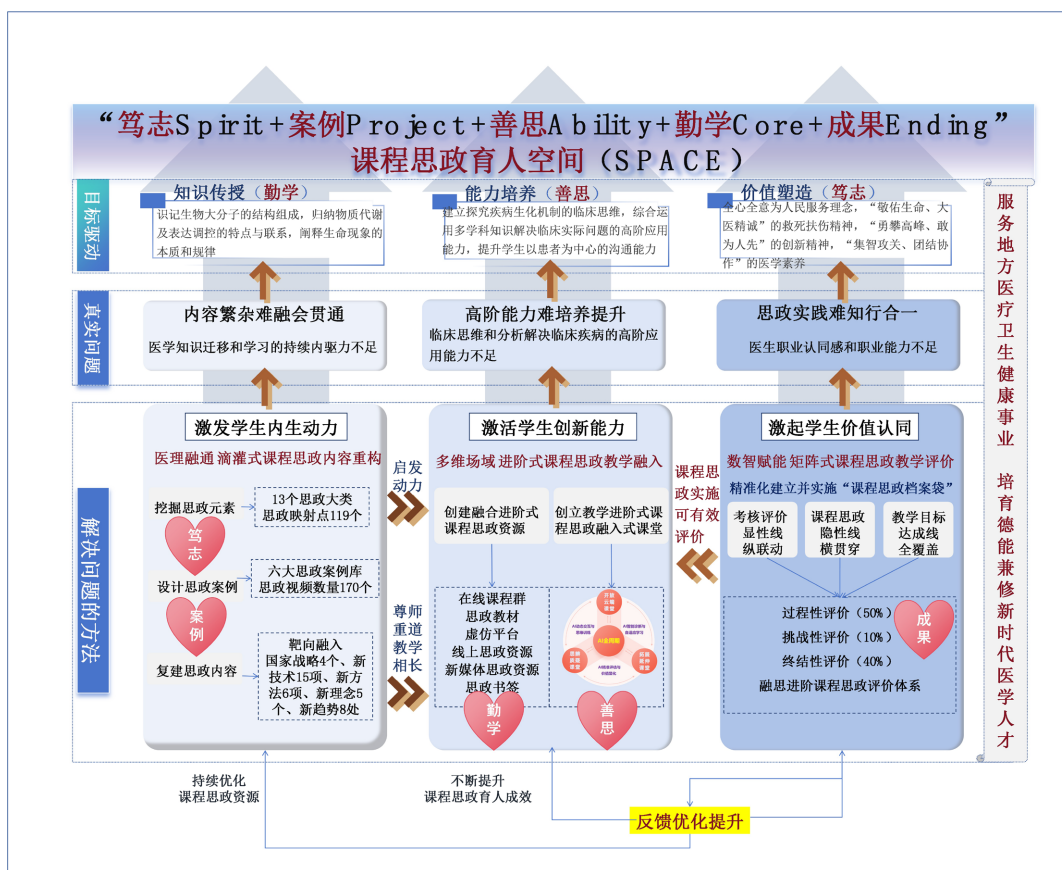 “笃志Spirit+案例Project+善思Ability+勤学Core+成果Ending”
课程思政育人空间（SPACE）
目标驱动
知识传授（勤学）
识记生物大分子的结构组成，归纳物质代谢
及表达调控的特点与联系，阐释生命现象的
本质和规律
能力培养（善思）
建立探究疾病生化机制的临床思维，综合运
用多学科知识解决临床实际问题的高阶应用
能力，提升学生以患者为中心的沟通能力
价值塑造（笃志）
全心全意为人民服务理念，“敬佑生命、大
医精诚”的救死扶伤精神，“勇攀高峰、敢
为人先”的创新精神，“集智攻关、团结协
作”的医学素养
真实问题
内容繁杂难融会贯通
医学知识迁移和学习的持续内驱力不足
高阶能力难培养提升
临床思维和分析解决临床疾病的高阶应
用能力不足
思政实践难知行合一
医生职业认同感和职业能力不足
解决问题的方法
激发学生内生动力
医理融通 滴灌式课程思政内容重构
挖掘思政元素
13个思政大类
思政映射点119个
笃志
设计思政案例
六大思政案例库
思政视频数量170个
案例
复建思政内容
靶向融入
国家战略4个、新
技术15项、新方
法6项、新理念5
个、新趋势8处
启发
动力
尊师
重道
教学
相长
激活学生创新能力
多维场域 进阶式课程思政教学融入
创建融合进阶式
课程思政资源
创立教学进阶式课
程思政融入式课堂
在线课程群
思政教材
虚仿平台
线上思政资源
新媒体思政资源
思政书签
AI全周期
勤学
善思
课程思
政实施
可有效
评价
激起学生价值认同
数智赋能 矩阵式课程思政教学评价
精准化建立并实施“课程思政档案袋”
考核评价
显性线
纵联动
课程思政
隐性线
横贯穿
教学目标
达成线
全覆盖
过程性评价（50%）
挑战性评价（10%）
终结性评价（40%）
融思进阶课程思政评价体系
成果
持续优化
课程思政资源
不断提升
课程思政育人成效
反馈优化提升
服务地方医疗卫生健康事业 培育德能兼修新时代医学人才